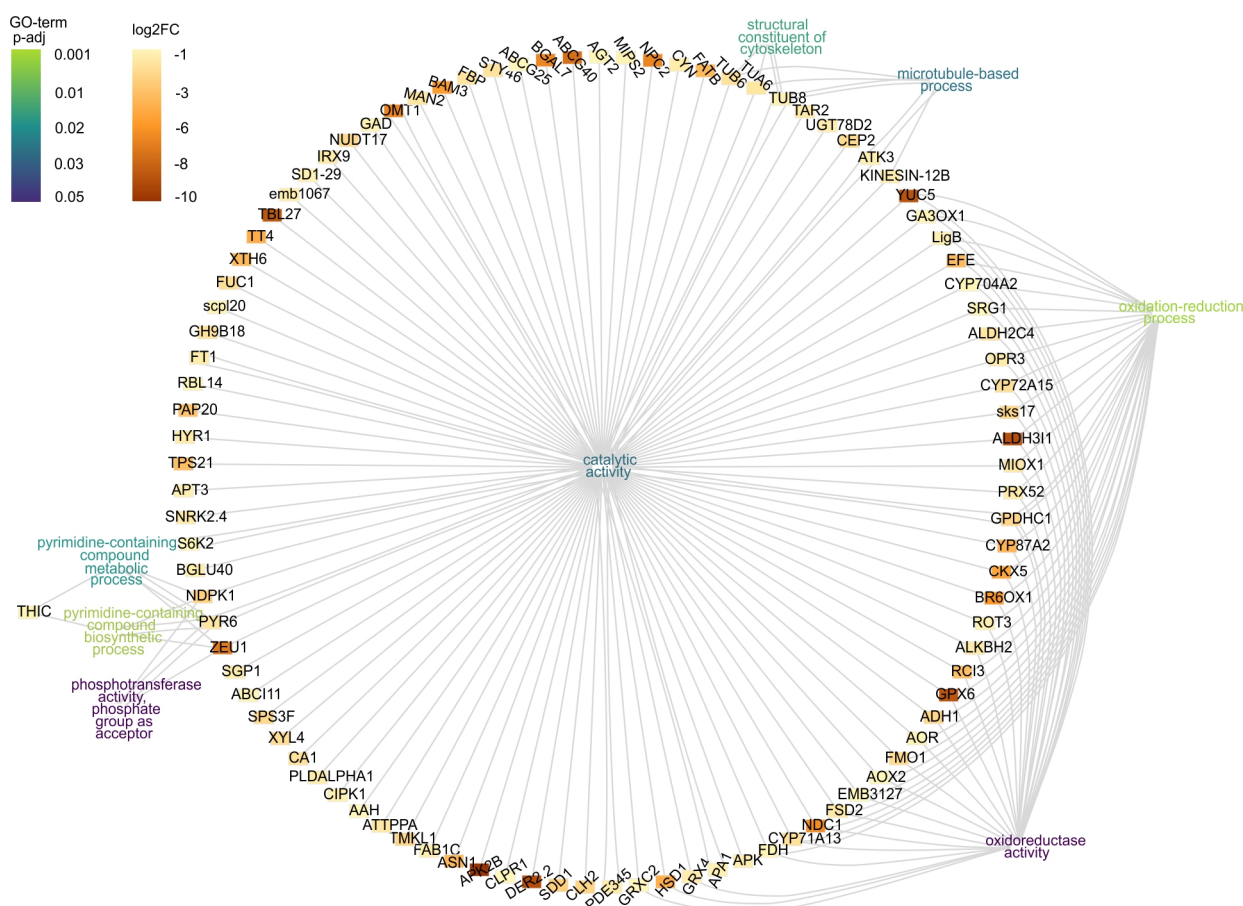 GO-term
p-adj
0.001
0.01
0.02
0.03
0.05
log2FC
-1
-3
-6
-8
-10
structural
constituent of
cytoskeleton
microtubule-based
process
oxidation-reduction
process
oxidoreductase
activity
catalytic
activity
pyrimidine-containing
compound
metabolic
process
THIC
pyrimidine-containing
compound
biosynthetic
process
phosphotransferase
activity,
phosphate
group as
acceptor
AGT2
MIPS2
NPC2
FATB
TUB6
TUA6
TUB8
TAR2
UGT78D2
CEP2
ATK3
KINESIN-12B
YUC5
GA3OX1
LigB
EFE
CYP704A2
SRG1
ALDH2C4
OPR3
CYP72A15
sks17
ALDH3I1
MIOX1
PRX52
GPDHC1
CYP87A2
CKX5
BR6OX1
ROT3
ALKBH2
RCI3
GPX6
ADH1
AOR
FMO1
AOX2
EMB3127
FSD2
NDC1
CYP71A13
FDH
APK
APA1
GRX4
HSD1
GRXC2
PDE345
CLH2
SDD1
DER2.2
CLPR1
APK2B
ASN1
FAB1C
TMKL1
ATTPPA
AAH
CIPK1
PLDALPHA1
CA1
XYL4
SPS3F
ABCI11
SGP1
ZEU1
PYR6
NDPK1
BGLU40
S6K2
SNRK2.4
APT3
TPS21
HYR1
PAP20
RBL14
FT1
GH9B18
scpl20
FUC1
XTH6
TT4
TBL27
emb1067
SD1-29
IRX9
NUDT17
GAD
OMT1
MAN2
BAM3
FBP
STY46
ABCG25
BGAL7
ABCG40